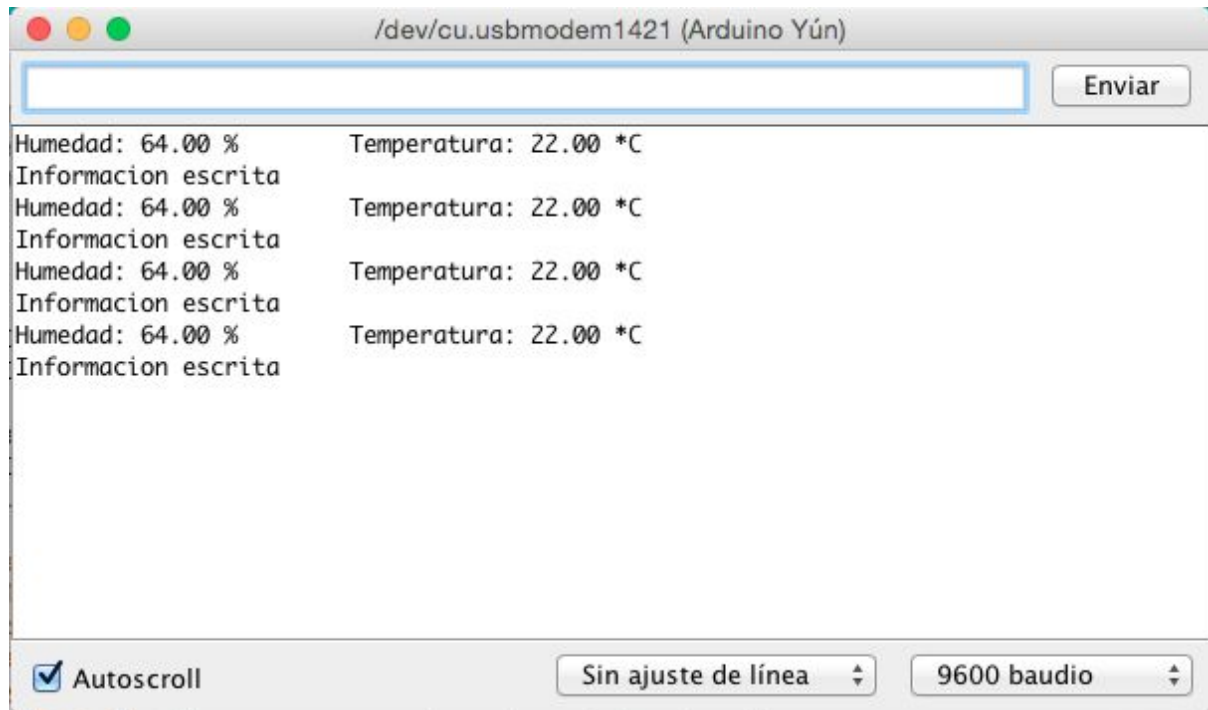 /dev/cu.usbmodem1421 (Arduino Yún)
Enviar
Humedad: 64.00 % Temperatura: 22.00 *C
Informacion escrita
Humedad: 64.00 % Temperatura: 22.00 *C
Informacion escrita
Humedad: 64.00 % Temperatura: 22.00 *C
Informacion escrita
Humedad: 64.00 % Temperatura: 22.00 *C
Informacion escrita
Autoscroll Sin ajuste de línea 9600 baudio